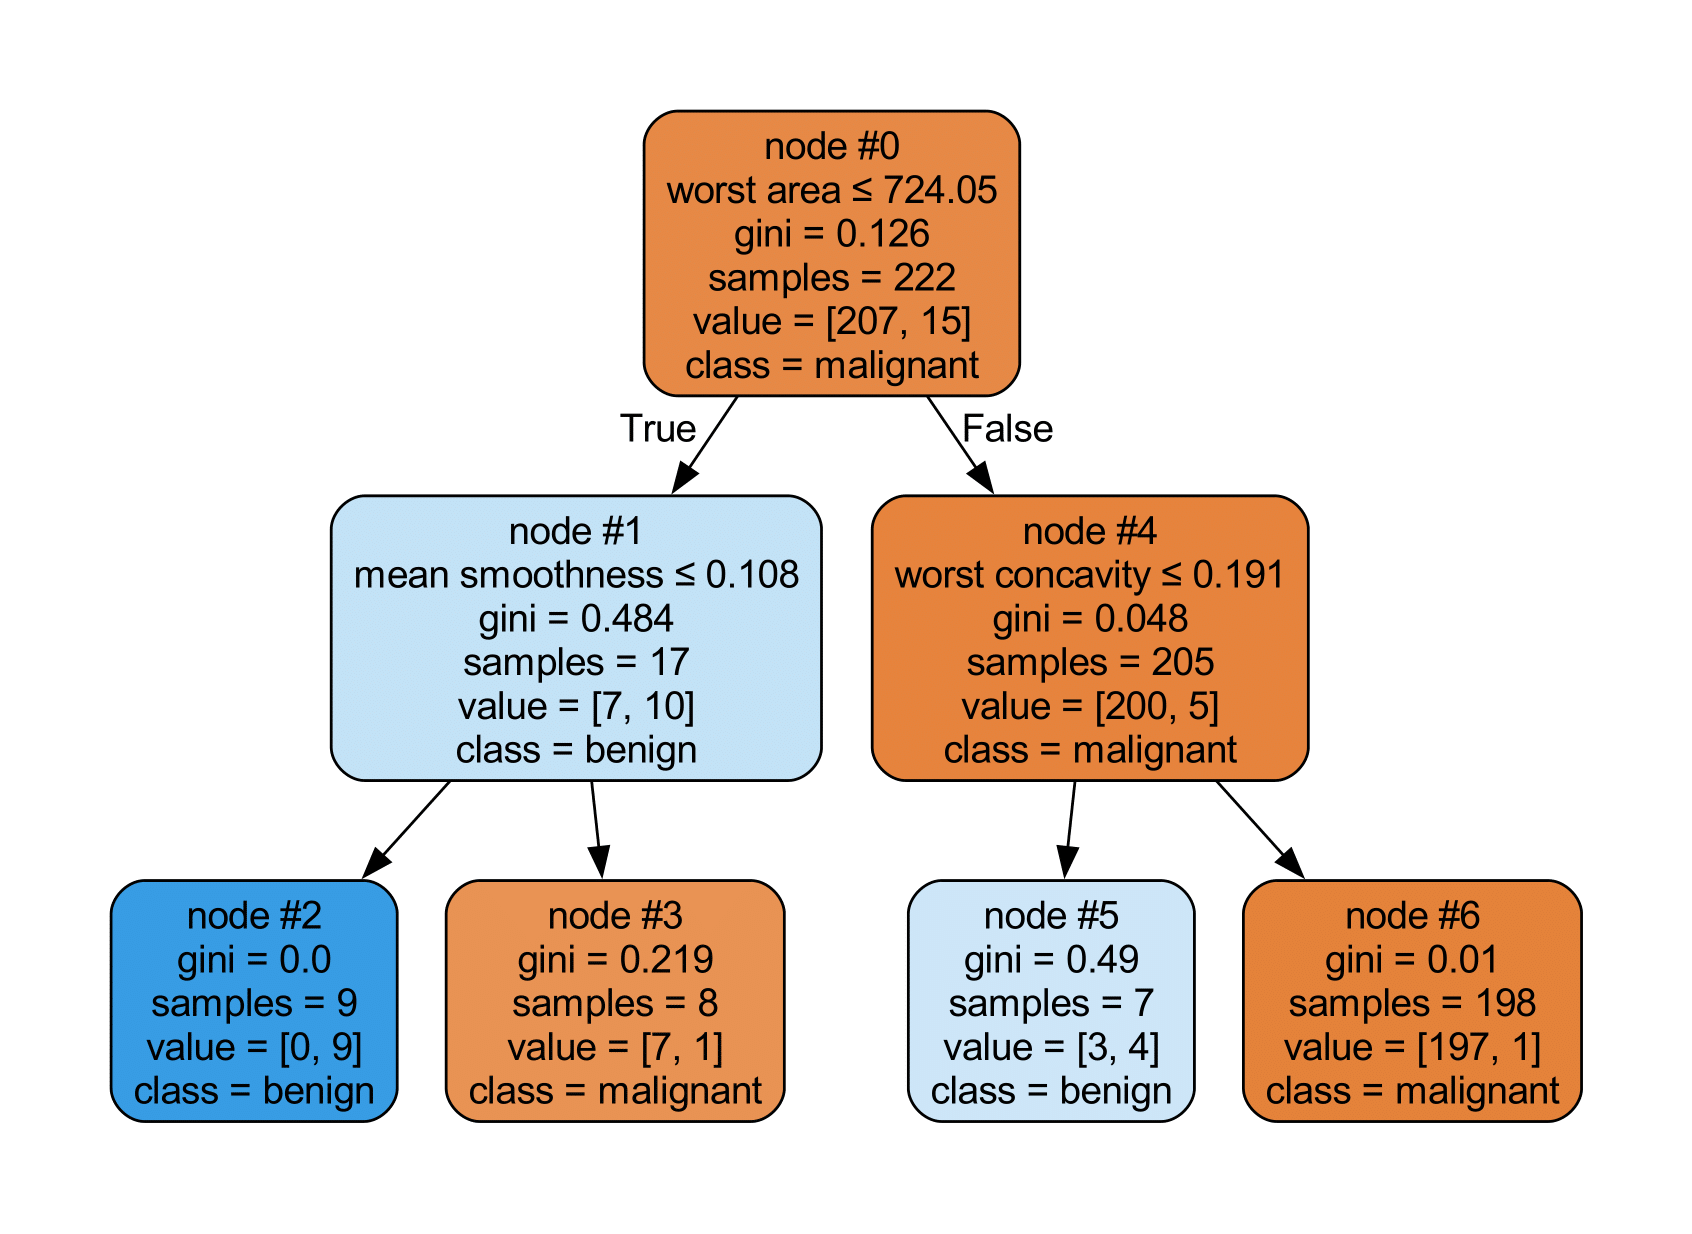 node #0
worst area ≤ 724.05
gini = 0.126
samples = 222
value = [207, 15]
class = malignant
True
False
node #1
mean smoothness ≤ 0.108
gini = 0.484
samples = 17
value = [7, 10]
class = benign
node #4
worst concavity ≤ 0.191
gini = 0.048
samples = 205
value = [200, 5]
class = malignant
node #2
gini = 0.0
samples = 9
value = [0, 9]
class = benign
node #3
gini = 0.219
samples = 8
value = [7, 1]
class = malignant
node #5
gini = 0.49
samples = 7
value = [3, 4]
class = benign
node #6
gini = 0.01
samples = 198
value = [197, 1]
class = malignant